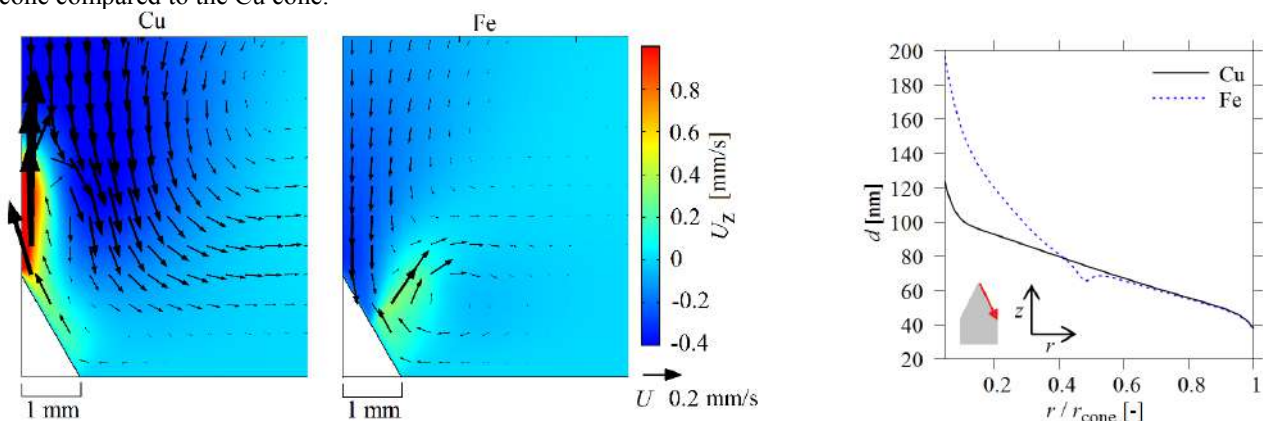 cone compared to the Cu cone.
Cu
Fe
0.8
0.6
0.4
0.2
0
-0.2
-0.4
U_z [mm/s]
U 0.2 mm/s
1 mm
1 mm
200
180
160
140
120
100
80
60
40
20
d [nm]
Cu
Fe
z
r
0.2 0.4 0.6 0.8 1
r / r_cone [-]